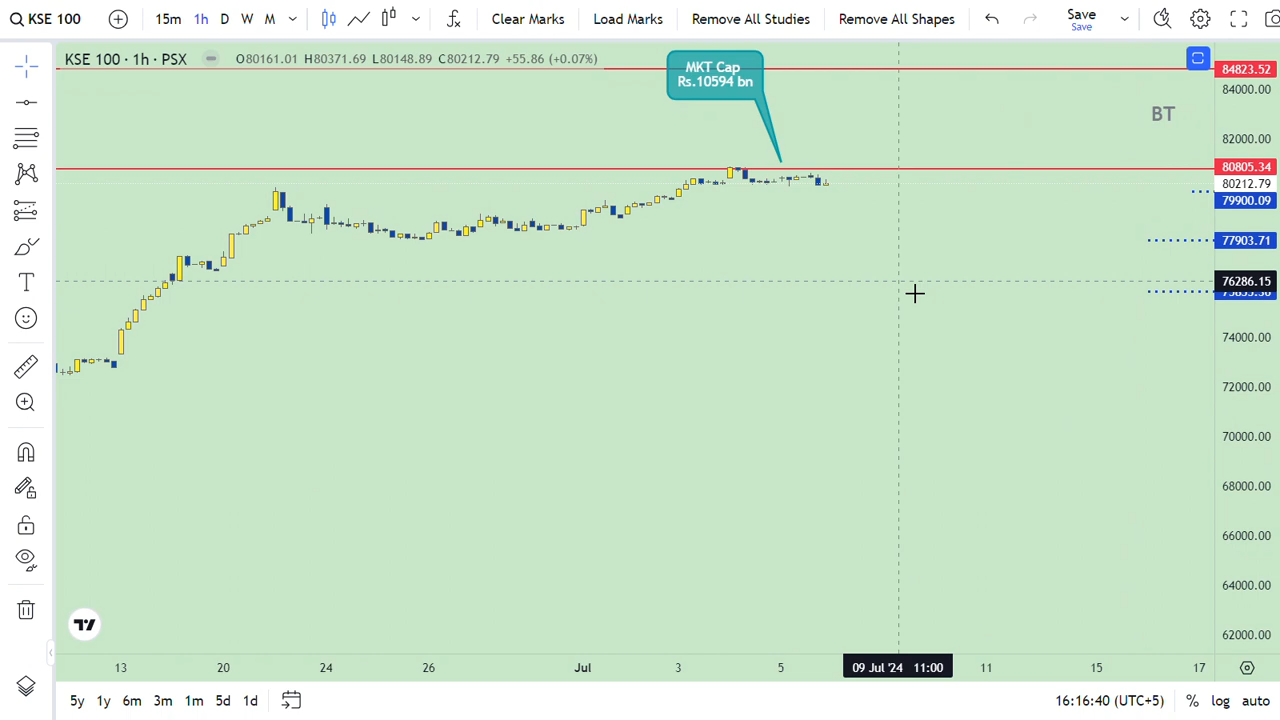 KSE 100
15m 1h D W M
Clear Marks
Load Marks
Remove All Studies
Remove All Shapes
Save
Save
KSE 100 · 1h · PSX
O80161.01 H80371.69 L80148.89 C80212.79 +55.86 (+0.07%)
MKT Cap
Rs.10594 bn
BT
84823.52
84000.00
82000.00
80805.34
80212.79
79900.09
77903.71
76286.15
74000.00
72000.00
70000.00
68000.00
66000.00
64000.00
62000.00
13 20 24 26 Jul 3 5 09 Jul '24 11:00 11 15 17
5y 1y 6m 3m 1m 5d 1d
16:16:40 (UTC+5) % log auto